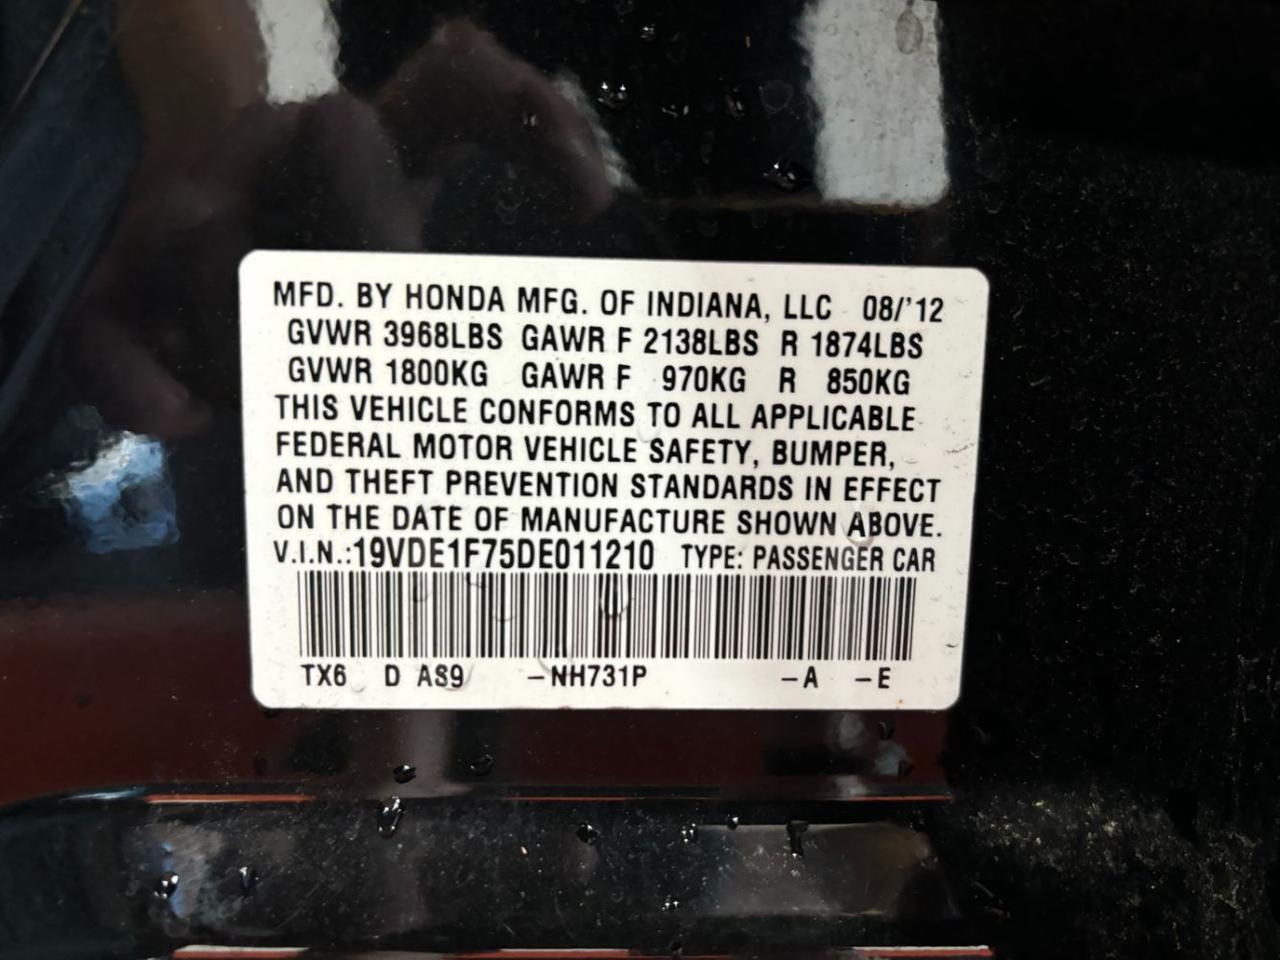 MFD. BY HONDA MFG. OF INDIANA, LLC 08/'12
GVWR 3968LBS GAWR F 2138LBS R 1874LBS
GVWR 1800KG GAWR F 970KG R 850KG
THIS VEHICLE CONFORMS TO ALL APPLICABLE
FEDERAL MOTOR VEHICLE SAFETY, BUMPER,
AND THEFT PREVENTION STANDARDS IN EFFECT
ON THE DATE OF MANUFACTURE SHOWN ABOVE.
V.I.N.:19VDE1F75DE011210 TYPE: PASSENGER CAR
TX6 D AS9 -NH731P -A -E